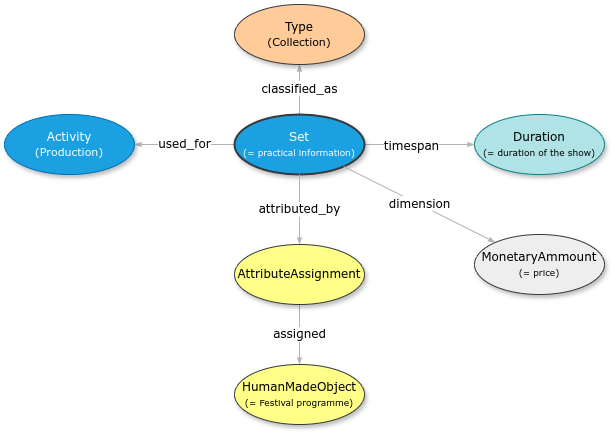 Type
(Collection)
classified_as
Activity
(Production)
used_for
Set
(= practical information)
timespan
Duration
(= duration of the show)
attributed_by
dimension
MonetaryAmmount
(= price)
AttributeAssignment
assigned
HumanMadeObject
(= Festival programme)